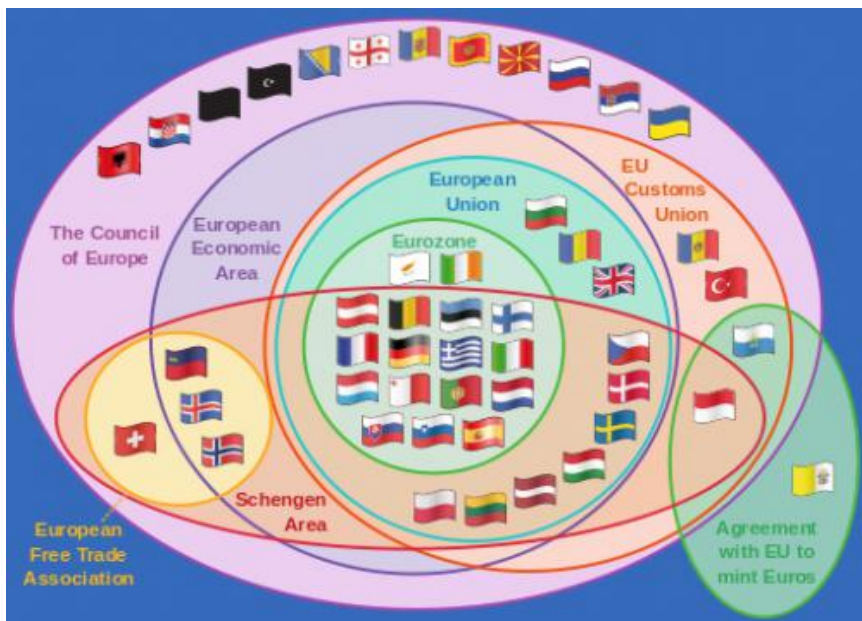 European
Union
EU
Customs
Union
The Council
of Europe
European
Economic
Area
Eurozone
Schengen
Area
European
Free Trade
Association
Agreement
with EU to
mint Euros